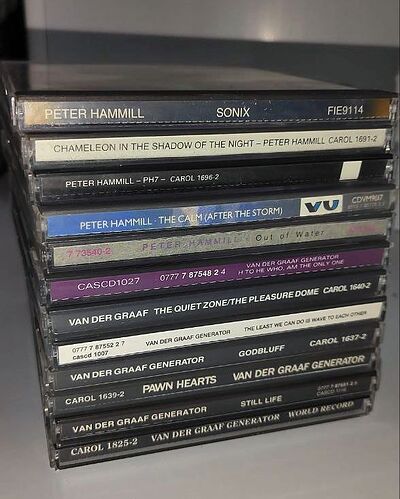 PETER HAMMILL SONIX FIE9114
CHAMELEON IN THE SHADOW OF THE NIGHT – PETER HAMMILL CAROL 1691-2
PETER HAMMILL – PH7 – CAROL 1696-2
PETER HAMMILL · THE CALM (AFTER THE STORM) VU CDVM9017
7 73540-2 PETER HAMMILL Out of Water
CASCD1027 0777 7 87548 2 4 VAN DER GRAAF GENERATOR
H TO HE WHO, AM THE ONLY ONE
VAN DER GRAAF THE QUIET ZONE/THE PLEASURE DOME CAROL 1640-2
0777 7 87552 2 7 VAN DER GRAAF GENERATOR THE LEAST WE CAN DO IS WAVE TO EACH OTHER
cascd 1007
VAN DER GRAAF GENERATOR GODBLUFF CAROL 1637-2
CAROL 1639-2 PAWN HEARTS VAN DER GRAAF GENERATOR
VAN DER GRAAF GENERATOR STILL LIFE
CAROL 1825-2 VAN DER GRAAF GENERATOR WORLD RECORD